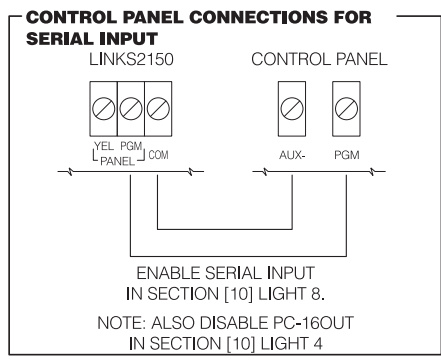 CONTROL PANEL CONNECTIONS FOR
SERIAL INPUT
LINKS2150
CONTROL PANEL
YEL PGM COM
PANEL
AUX- PGM
ENABLE SERIAL INPUT
IN SECTION [10] LIGHT 8.
NOTE: ALSO DISABLE PC-16OUT
IN SECTION [10] LIGHT 4